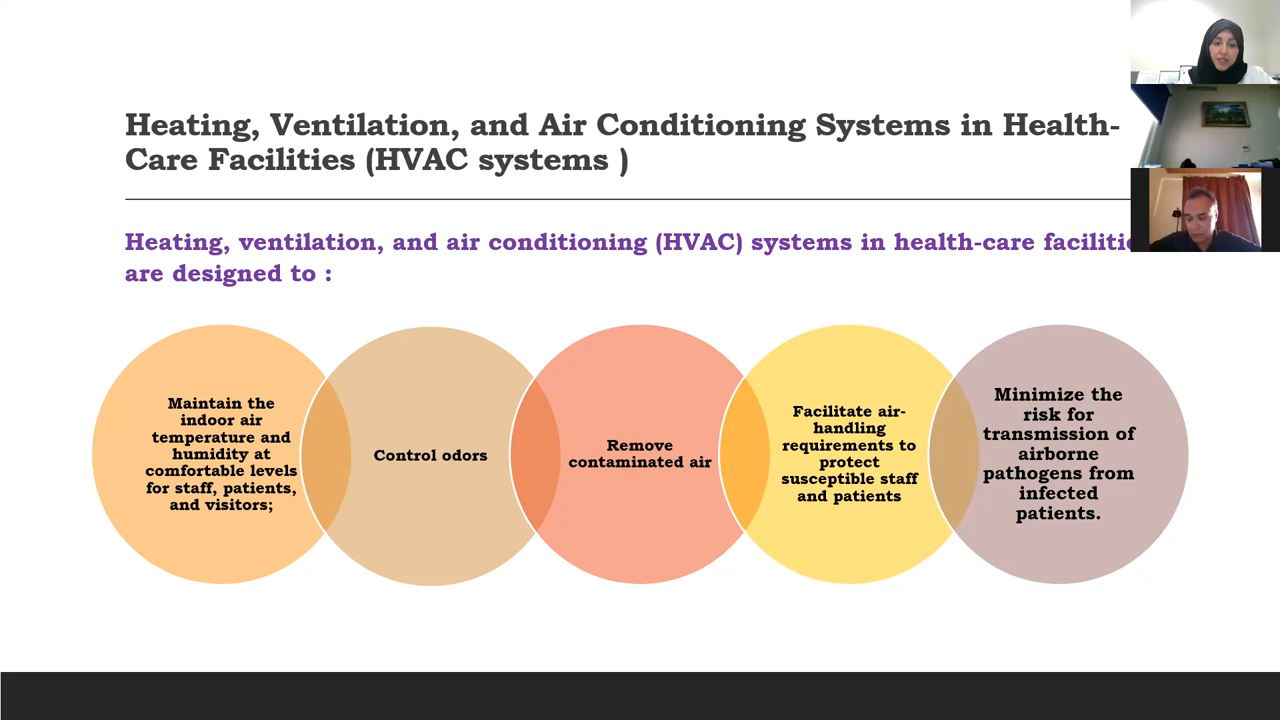 Heating, Ventilation, and Air Conditioning Systems in Health-
Care Facilities (HVAC systems )
Heating, ventilation, and air conditioning (HVAC) systems in health-care
are designed to :
Maintain the
indoor air
temperature and
humidity at
comfortable levels
for staff, patients,
and visitors;
Control odors
Remove
contaminated air
Facilitate air-
handling
requirements to
protect
susceptible staff
and patients
Minimize the
risk for
transmission of
airborne
pathogens from
infected
patients.